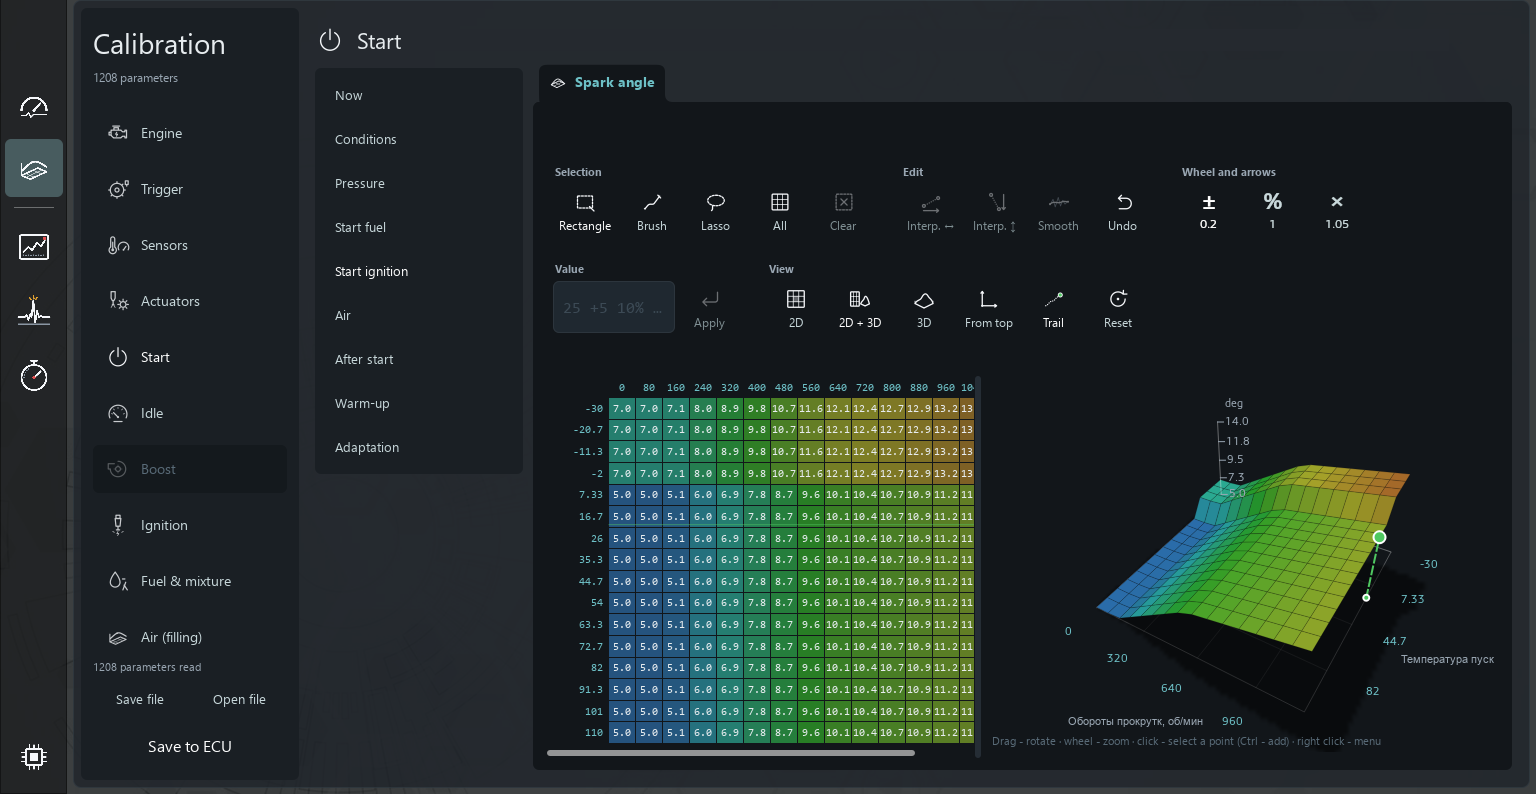 Calibration
1208 parameters
Engine
Trigger
Sensors
Actuators
Start
Idle
Boost
Ignition
Fuel & mixture
Air (filling)
1208 parameters read
Save file Open file
Save to ECU
Start
Now
Conditions
Pressure
Start fuel
Start ignition
Air
After start
Warm-up
Adaptation
Spark angle
Selection Edit Wheel and arrows
Rectangle Brush Lasso All Clear Interp. ↔ Interp. ↕ Smooth Undo
± % ×
0.2 1 1.05
Value View
25 +5 10% …
Apply 2D 2D + 3D 3D From top Trail Reset
0 80 160 240 320 400 480 560 640 720 800 880 960
-30 7.0 7.0 7.1 8.0 8.9 9.8 10.7 11.6 12.1 12.4 12.7 12.9 13.2 13
-20.7 7.0 7.0 7.1 8.0 8.9 9.8 10.7 11.6 12.1 12.4 12.7 12.9 13.2 13
-11.3 7.0 7.0 7.1 8.0 8.9 9.8 10.7 11.6 12.1 12.4 12.7 12.9 13.2 13
-2 7.0 7.0 7.1 8.0 8.9 9.8 10.7 11.6 12.1 12.4 12.7 12.9 13.2 13
7.33 5.0 5.0 5.1 6.0 6.9 7.8 8.7 9.6 10.1 10.4 10.7 10.9 11.2 11
16.7 5.0 5.0 5.1 6.0 6.9 7.8 8.7 9.6 10.1 10.4 10.7 10.9 11.2 11
26 5.0 5.0 5.1 6.0 6.9 7.8 8.7 9.6 10.1 10.4 10.7 10.9 11.2 11
35.3 5.0 5.0 5.1 6.0 6.9 7.8 8.7 9.6 10.1 10.4 10.7 10.9 11.2 11
44.7 5.0 5.0 5.1 6.0 6.9 7.8 8.7 9.6 10.1 10.4 10.7 10.9 11.2 11
54 5.0 5.0 5.1 6.0 6.9 7.8 8.7 9.6 10.1 10.4 10.7 10.9 11.2 11
63.3 5.0 5.0 5.1 6.0 6.9 7.8 8.7 9.6 10.1 10.4 10.7 10.9 11.2 11
72.7 5.0 5.0 5.1 6.0 6.9 7.8 8.7 9.6 10.1 10.4 10.7 10.9 11.2 11
82 5.0 5.0 5.1 6.0 6.9 7.8 8.7 9.6 10.1 10.4 10.7 10.9 11.2 11
91.3 5.0 5.0 5.1 6.0 6.9 7.8 8.7 9.6 10.1 10.4 10.7 10.9 11.2 11
101 5.0 5.0 5.1 6.0 6.9 7.8 8.7 9.6 10.1 10.4 10.7 10.9 11.2 11
110 5.0 5.0 5.1 6.0 6.9 7.8 8.7 9.6 10.1 10.4 10.7 10.9 11.2 11
deg
14.0
11.8
9.5
7.3
5.0
-30
7.33
44.7
Температура пуск
82
0
320
640
Обороты прокрутк, об/мин 960
Drag - rotate · wheel - zoom · click - select a point (Ctrl - add) · right click - menu